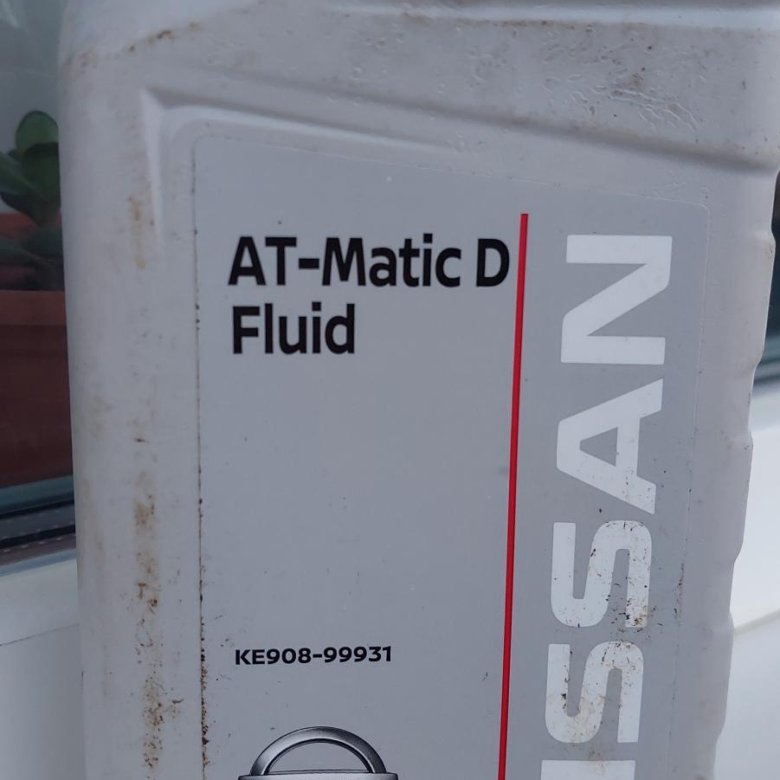 AT-Matic D
Fluid
KE908-99931
NISSAN